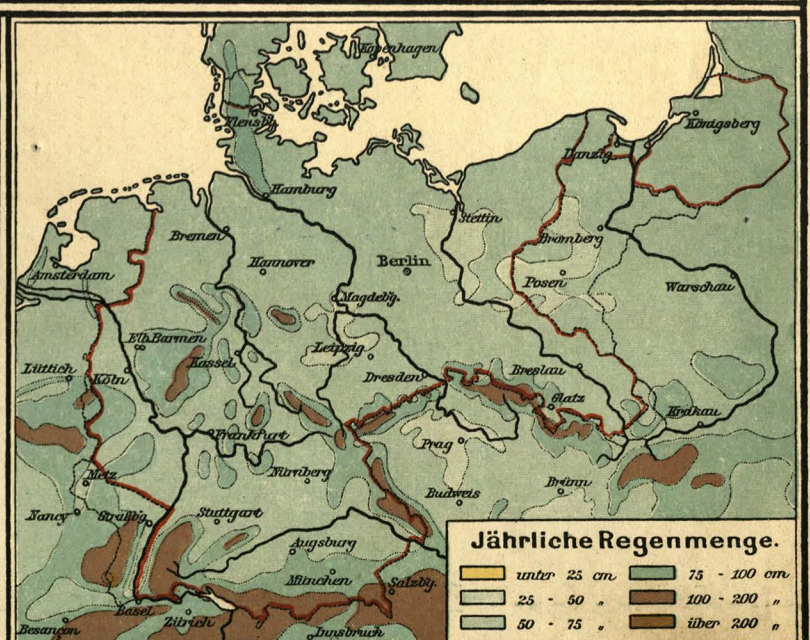 Kopenhagen
Flensbg.
Königsberg
Danzig
Hamburg
Stettin
Bremen
Bromberg
Hannover
Berlin
Amsterdam
Posen
Warschau
Magdebg.
Elb.Barmen
Leipzig
Kassel
Lüttich
Köln
Dresden
Breslau
Glatz
Krakau
Frankfurt
Prag
Metz
Nürnberg
Brünn
Budweis
Nancy
Straßbg.
Stuttgart
Augsburg
München
Salzbg.
Basel
Zürich
Besançon
Innsbruck
Jährliche Regenmenge.
unter 25 cm
75 - 100 cm
25 - 50 „
100 - 200 „
50 - 75 „
über 200 „